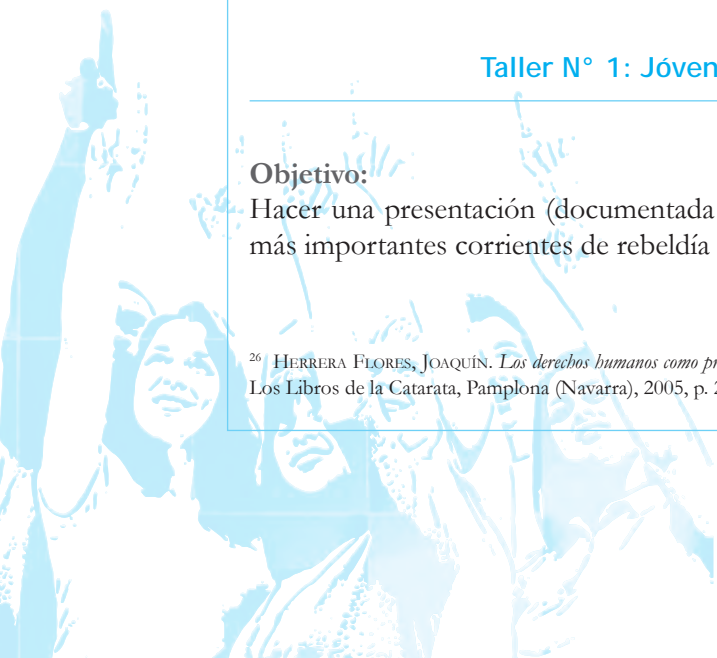 Taller N° 1: Jóven
Objetivo:
Hacer una presentación (documentada
más importantes corrientes de rebeldía
26 HERRERA FLORES, JOAQUÍN. Los derechos humanos como pr
Los Libros de la Catarata, Pamplona (Navarra), 2005, p. 2